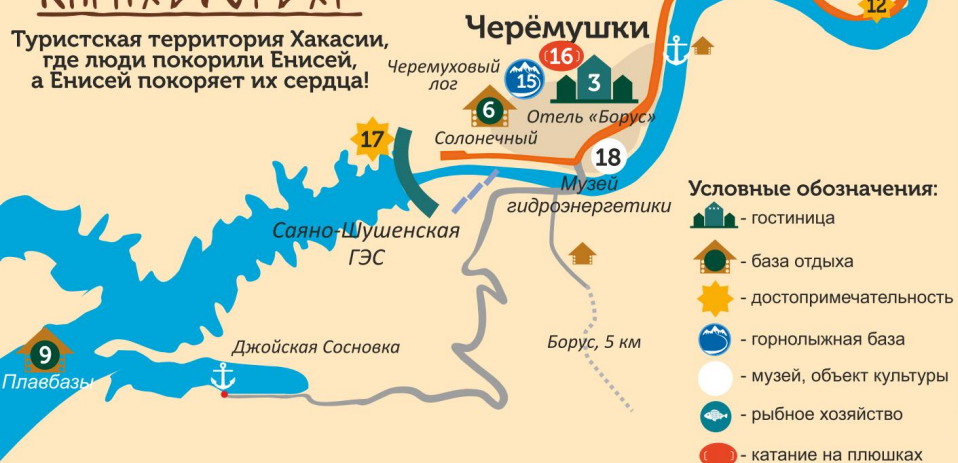 Туристская территория Хакасии,
где люди покорили Енисей,
а Енисей покоряет их сердца!
12
Черёмушки
Черемуховый
лог
15
16
3
6
Отель «Борус»
Солонечный
17
18
Музей
гидроэнергетики
Саяно-Шушенская
ГЭС
Джойская Сосновка
Борус, 5 км
9
Плавбазы
Условные обозначения:
- гостиница
- база отдыха
- достопримечательность
- горнолыжная база
- музей, объект культуры
- рыбное хозяйство
- катание на плюшках